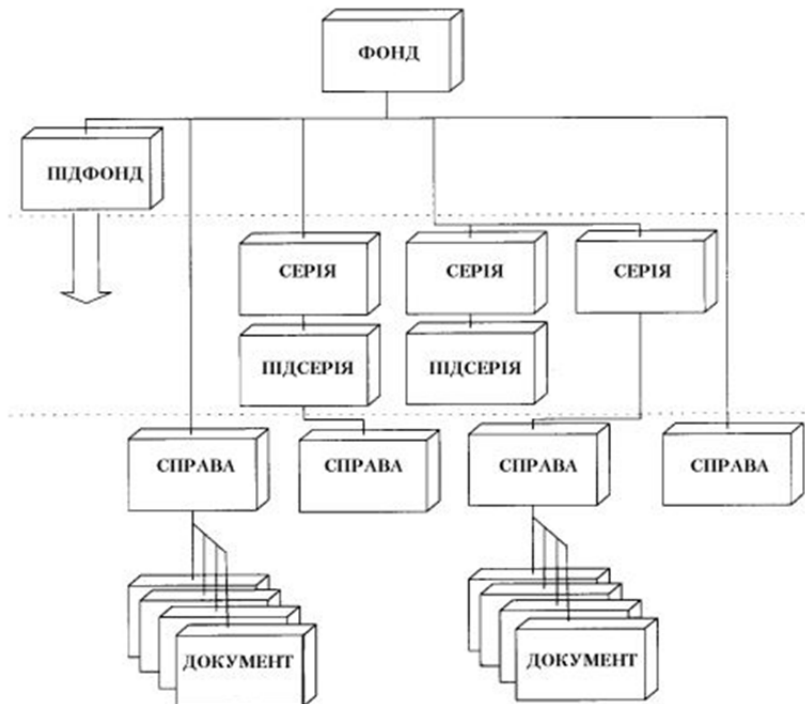 ФОНД
ПІДФОНД
СЕРІЯ СЕРІЯ СЕРІЯ
ПІДСЕРІЯ ПІДСЕРІЯ
СПРАВА СПРАВА СПРАВА СПРАВА
ДОКУМЕНТ ДОКУМЕНТ